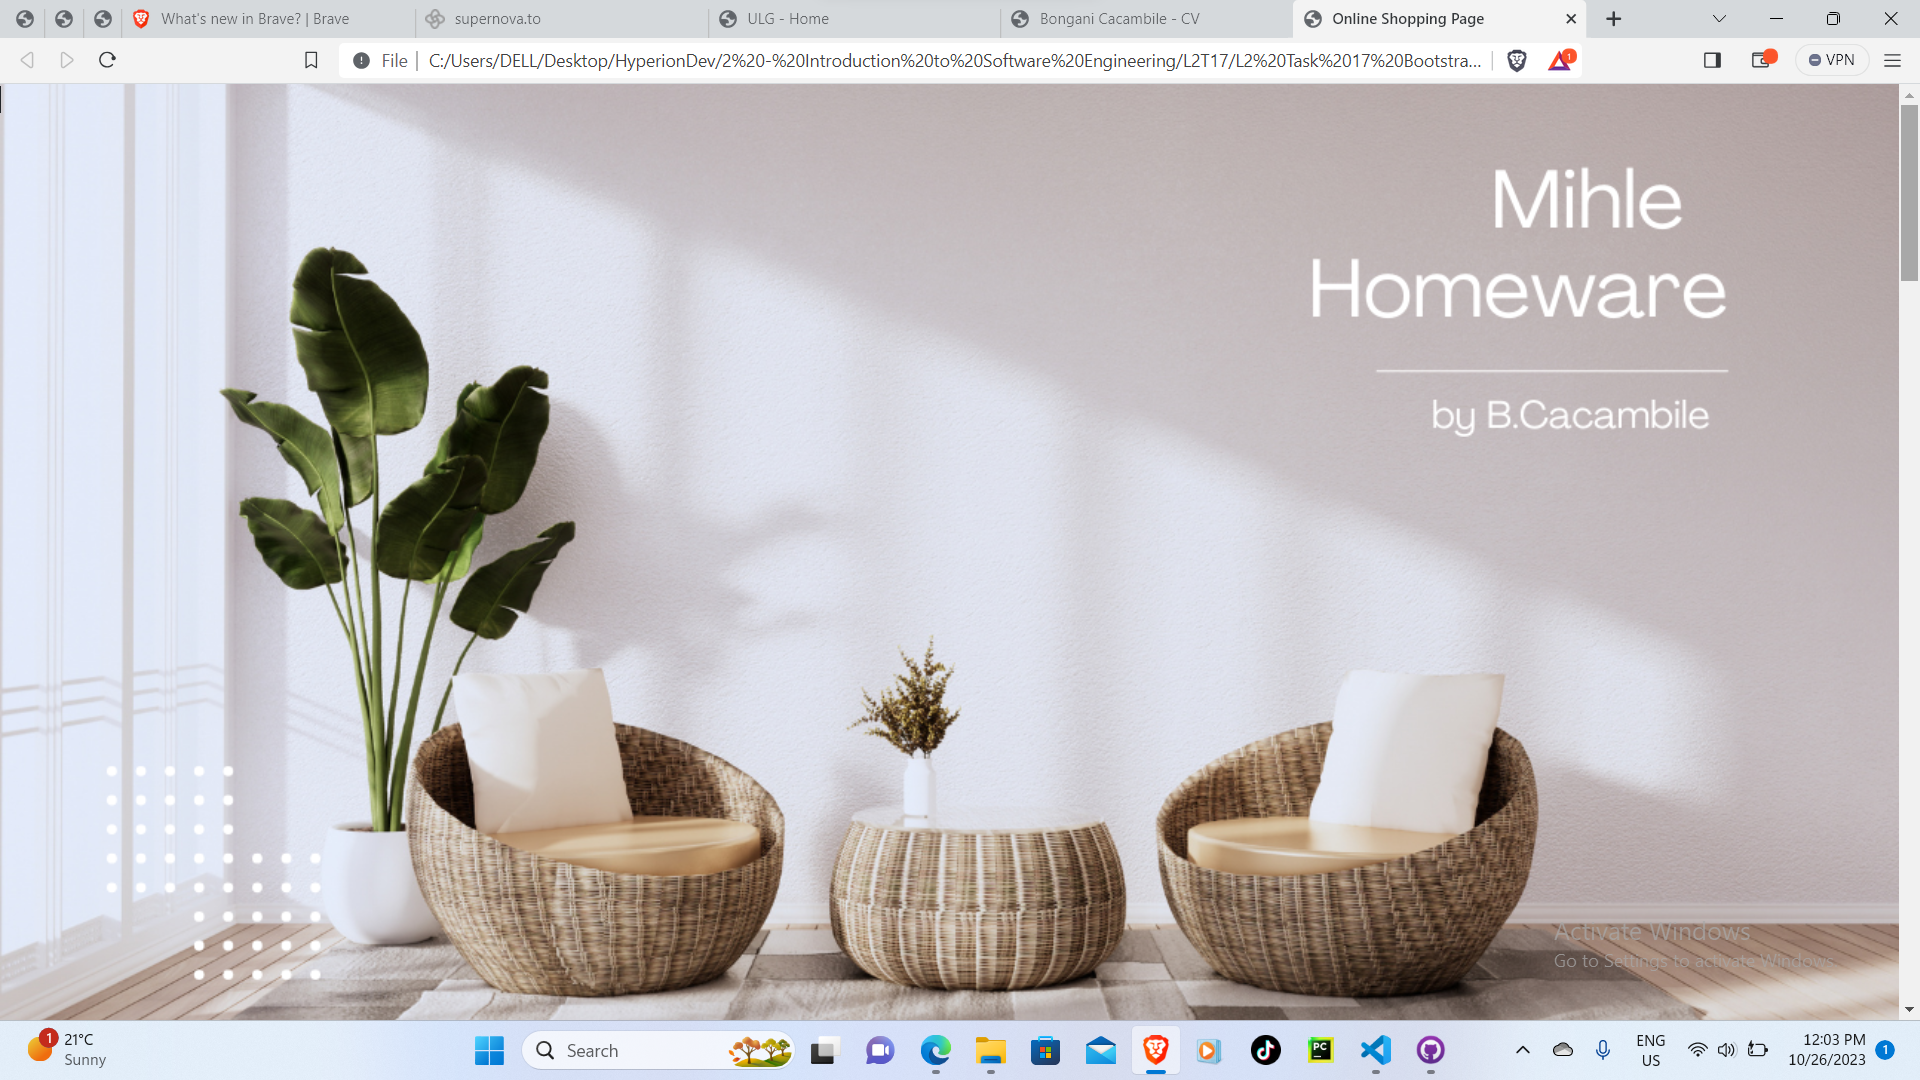 What's new in Brave? | Brave
supernova.to
ULG - Home
Bongani Cacambile - CV
Online Shopping Page
File
C:/Users/DELL/Desktop/HyperionDev/2%20-%20Introduction%20to%20Software%20Engineering/L2T17/L2%20Task%2017%20Bootstra...
1
VPN
Mihle
Homeware
by B.Cacambile
Activate Windows
Go to Settings to activate Windows.
1
21°C
Sunny
Search
PC
ENG
US
12:03 PM
10/26/2023
1